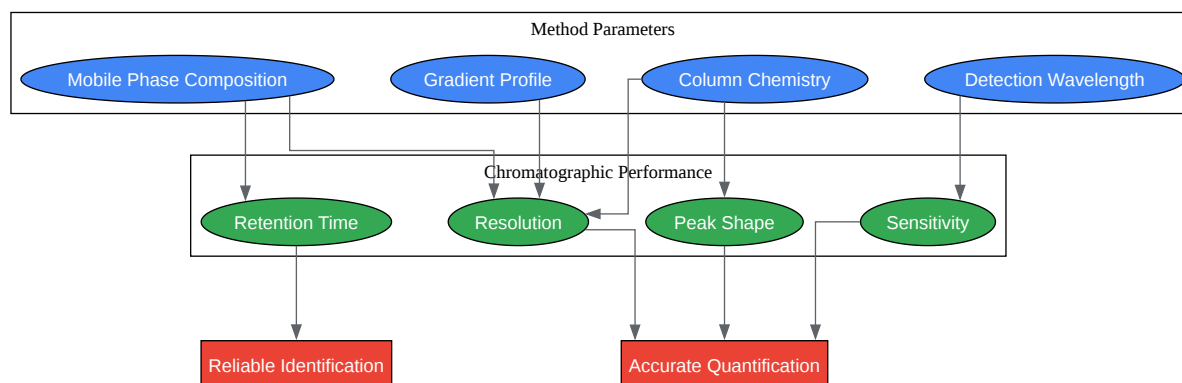 Method Parameters
Mobile Phase Composition
Gradient Profile
Column Chemistry
Detection Wavelength
Chromatographic Performance
Retention Time
Resolution
Peak Shape
Sensitivity
Reliable Identification
Accurate Quantification